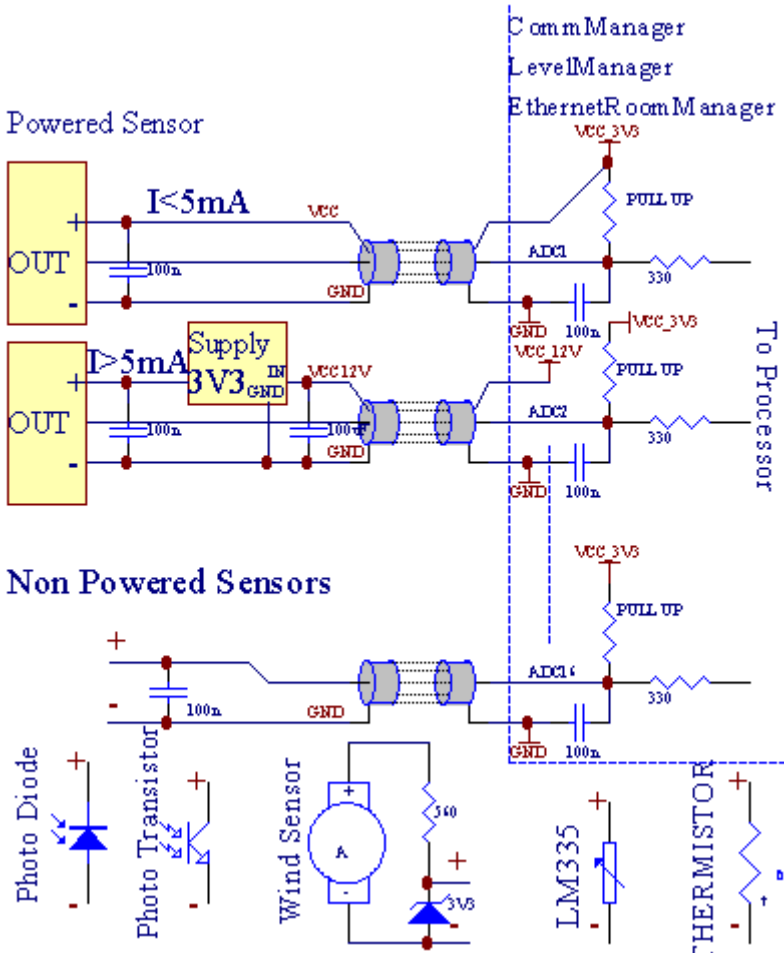 CommManager
LevelManager
EthernetRoomManager
Powered Sensor
VCC_3V3
I<5mA
VCC
PULL UP
+
OUT
-
100n
ADC1
330
GND
GND
100n
To Processor
I>5mA
Supply
3V3
IN
GND
VCC12V
VCC_12V
VCC_3V3
PULL UP
+
OUT
-
100n
100n
ADC2
330
GND
GND
100n
Non Powered Sensors
VCC_3V3
PULL UP
+
-
100n
ADC16
330
GND
GND
100n
Photo Diode
+
-
Photo Transistor
+
-
Wind Sensor
+
A
-
560
+
3V3
-
LM335
+
-
THERMISTOR
+
-
t